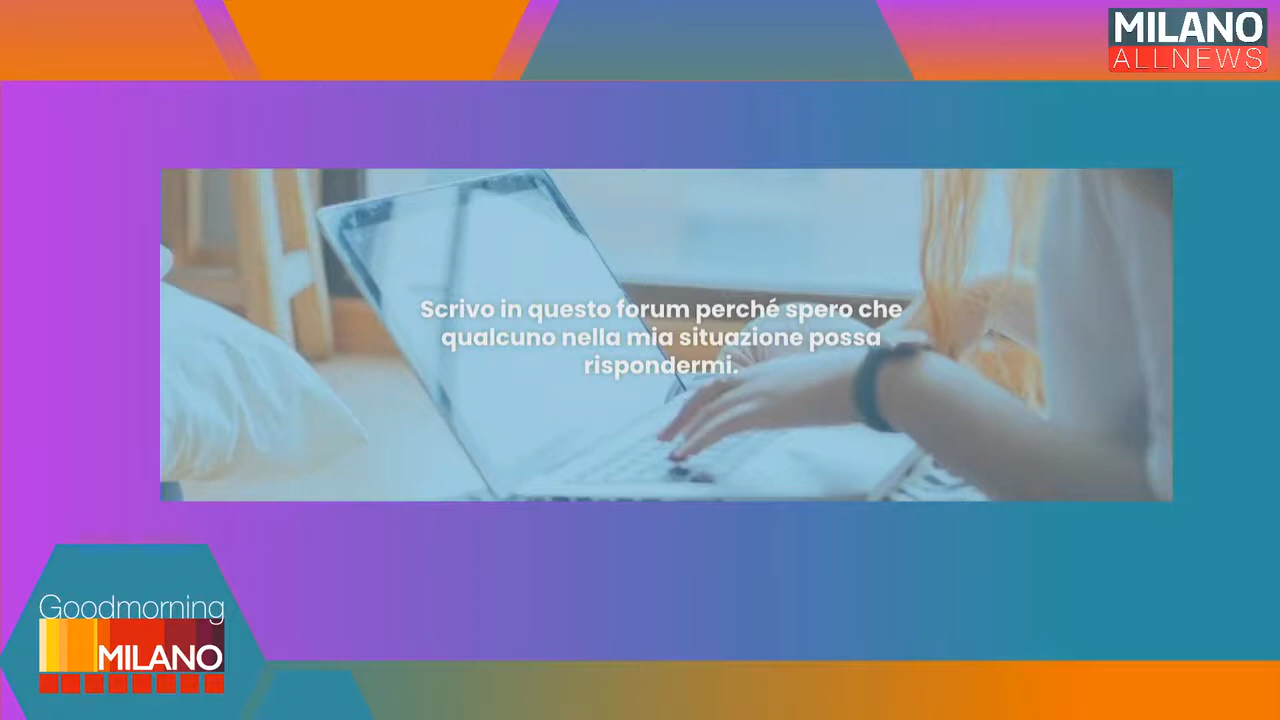 MILANO
ALLNEWS
Scrivo in questo forum perché spero che
qualcuno nella mia situazione possa
rispondermi.
Goodmorning
MILANO